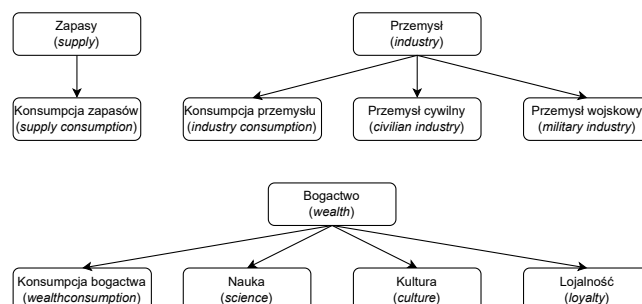 Zapasy
(supply)
Przemysł
(industry)
Konsumpcja zapasów
(supply consumption)
Konsumpcja przemysłu
(industry consumption)
Przemysł cywilny
(civilian industry)
Przemysł wojskowy
(military industry)
Bogactwo
(wealth)
Konsumpcja bogactwa
(wealthconsumption)
Nauka
(science)
Kultura
(culture)
Lojalność
(loyalty)